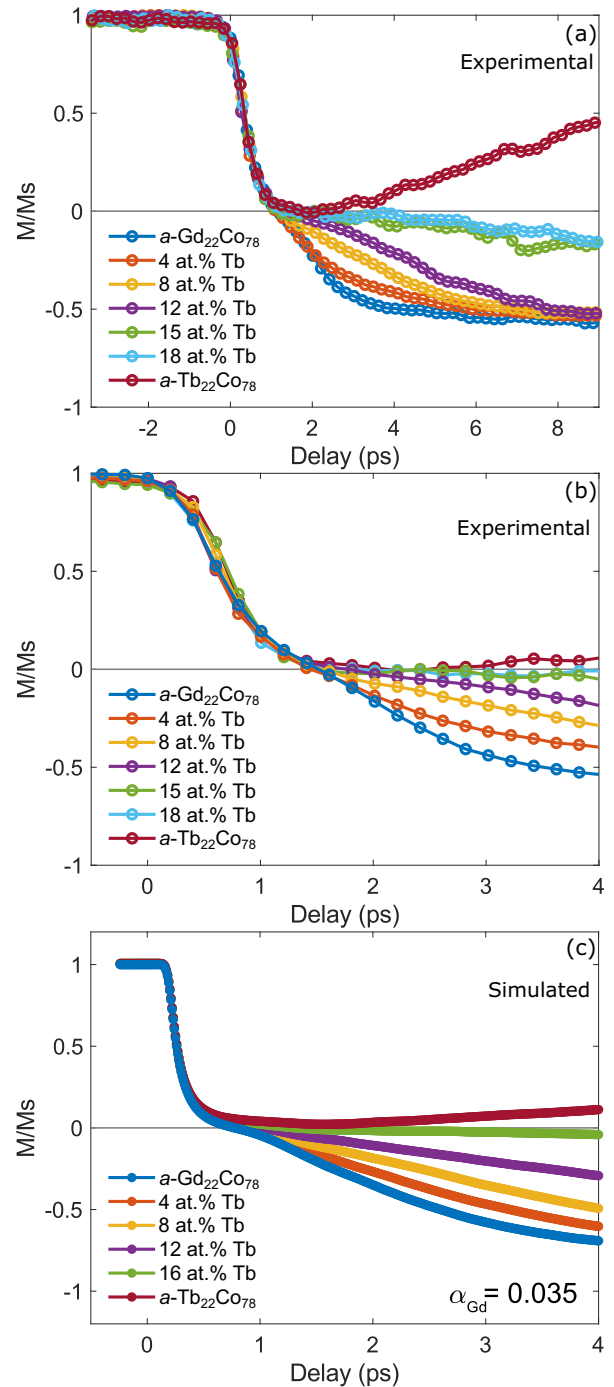 (a)
Experimental
1
0.5
0
-0.5
-1
M/Ms
a-Gd22Co78
4 at.% Tb
8 at.% Tb
12 at.% Tb
15 at.% Tb
18 at.% Tb
a-Tb22Co78
-2 0 2 4 6 8
Delay (ps)
(b)
Experimental
1
0.5
0
-0.5
-1
M/Ms
a-Gd22Co78
4 at.% Tb
8 at.% Tb
12 at.% Tb
15 at.% Tb
18 at.% Tb
a-Tb22Co78
0 1 2 3 4
Delay (ps)
(c)
Simulated
1
0.5
0
-0.5
-1
M/Ms
a-Gd22Co78
4 at.% Tb
8 at.% Tb
12 at.% Tb
16 at.% Tb
a-Tb22Co78
αGd= 0.035
0 1 2 3 4
Delay (ps)